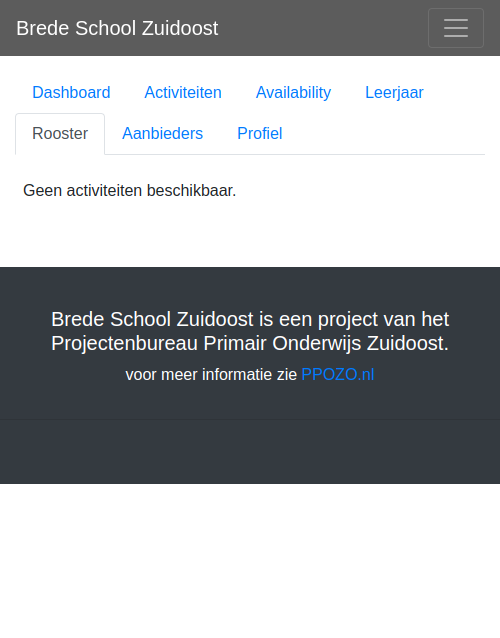 Brede School Zuidoost
Dashboard Activiteiten Availability Leerjaar
Rooster Aanbieders Profiel
Geen activiteiten beschikbaar.
Brede School Zuidoost is een project van het
Projectenbureau Primair Onderwijs Zuidoost.
voor meer informatie zie PPOZO.nl